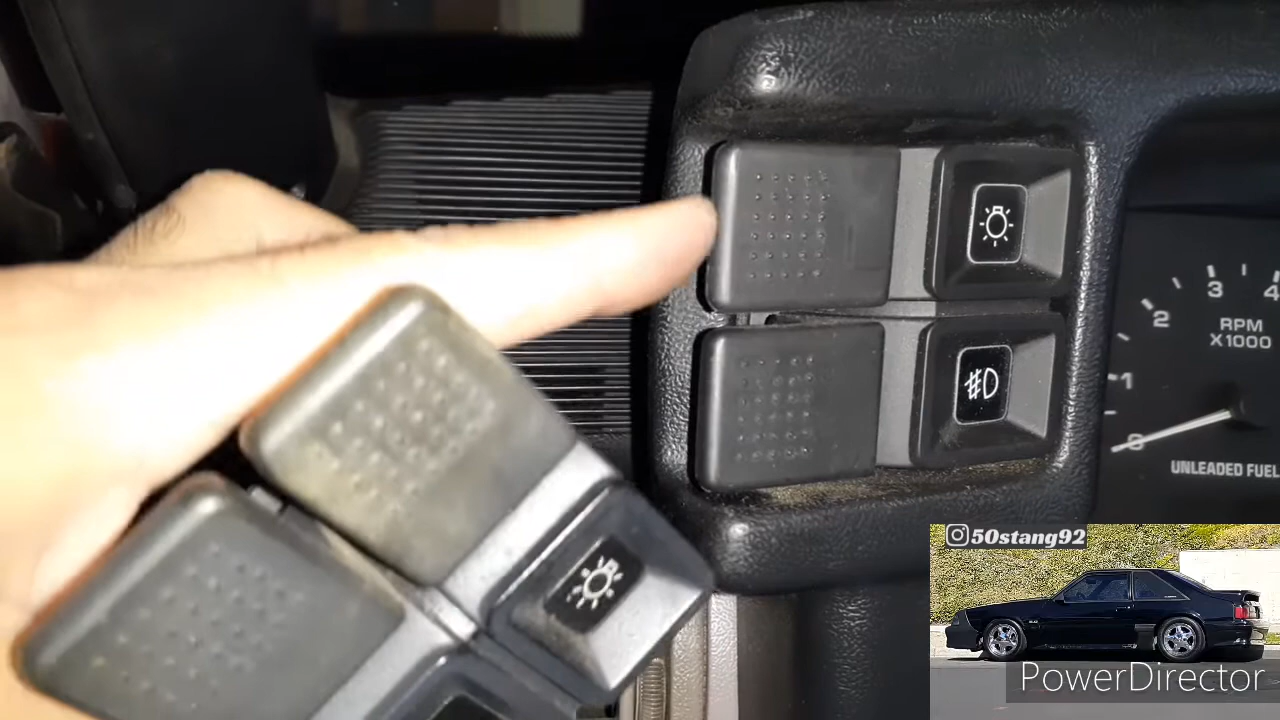 3
4
2
RPM
X1000
1
0
UNLEADED FUEL
50stang92
PowerDirector